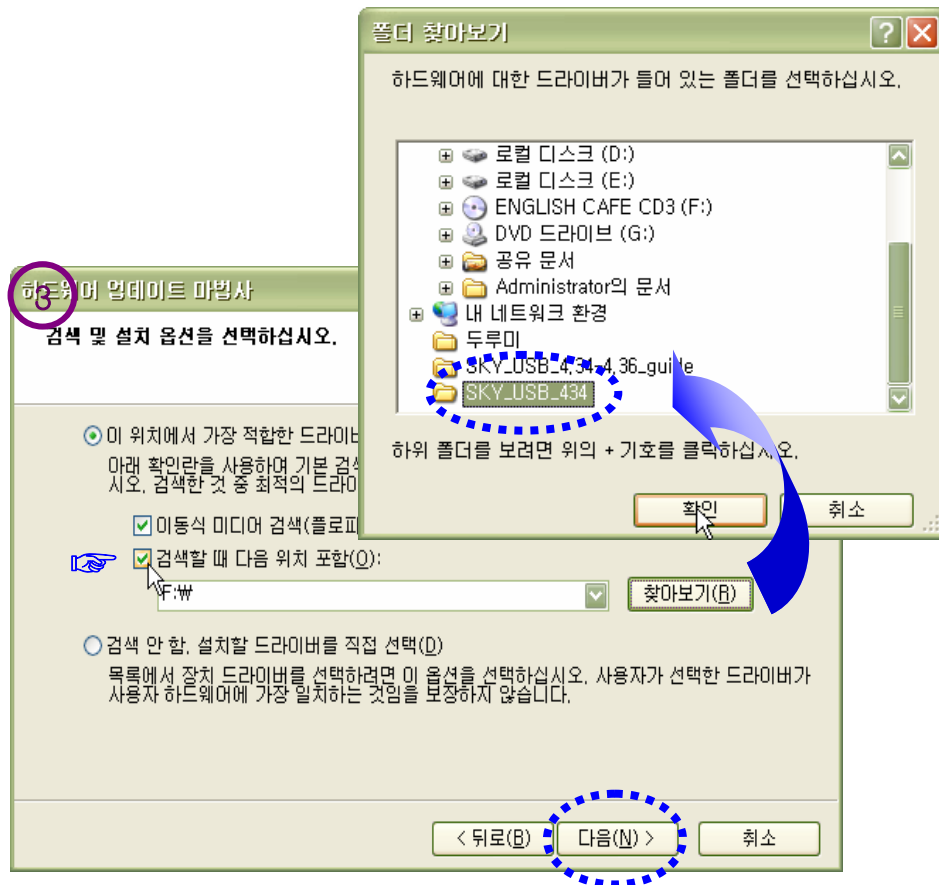 폴더 찾아보기
하드웨어에 대한 드라이버가 들어 있는 폴더를 선택하십시오.
로컬 디스크 (D:)
로컬 디스크 (E:)
ENGLISH CAFE CD3 (F:)
DVD 드라이브 (G:)
공유 문서
Administrator의 문서
내 네트워크 환경
두루미
SKY_USB_4,34-4,36_guide
SKY_USB_434
하위 폴더를 보려면 위의 + 기호를 클릭하십시오.
확인
취소
3
하드웨어 업데이트 마법사
검색 및 설치 옵션을 선택하십시오.
이 위치에서 가장 적합한
아래 확인란을 사용하여 기본
시오. 검색한 것 중 최적의
이동식 미디어
☞ 검색할 때 다음 위치 포함(O):
F:₩
찾아보기(R)
검색 안 함. 설치할 드라이버를 직접 선택(D)
목록에서 장치 드라이버를 선택하려면 이 옵션을 선택하십시오. 사용자가 선택한 드라이버가
사용자 하드웨어에 가장 일치하는 것임을 보장하지 않습니다.
< 뒤로(B)
다음(N) >
취소